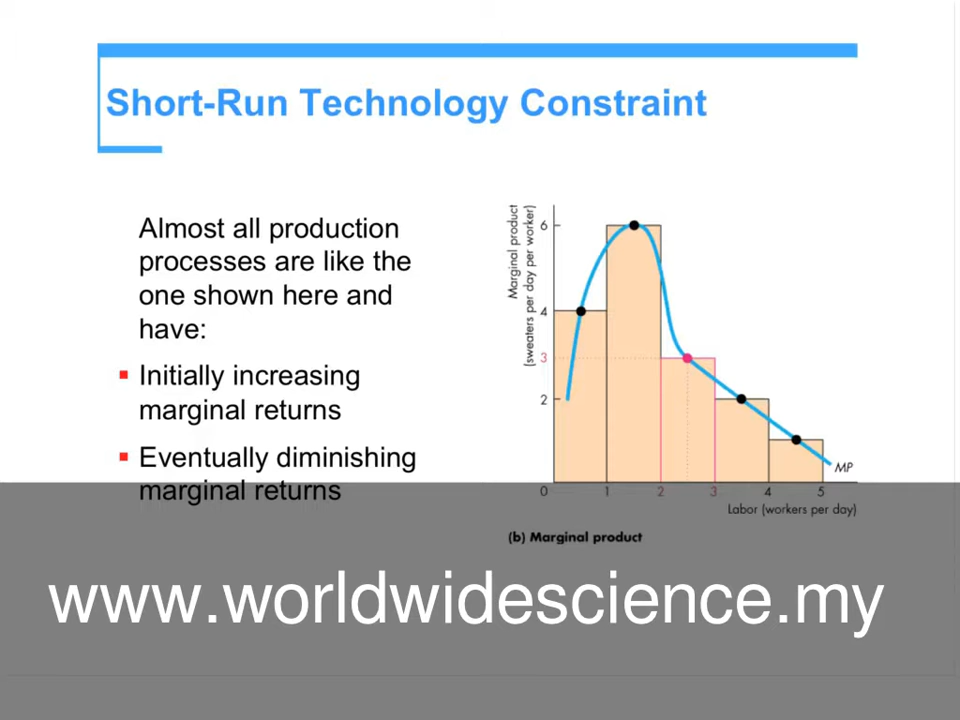 Short-Run Technology Constraint
Almost all production
processes are like the
one shown here and
have:
Initially increasing
marginal returns
Eventually diminishing
marginal returns
Marginal product
(sweaters per day per worker)
6
4
3
2
0 1 2 3 4 5
MP
Labor (workers per day)
(b) Marginal product
www.worldwidescience.my